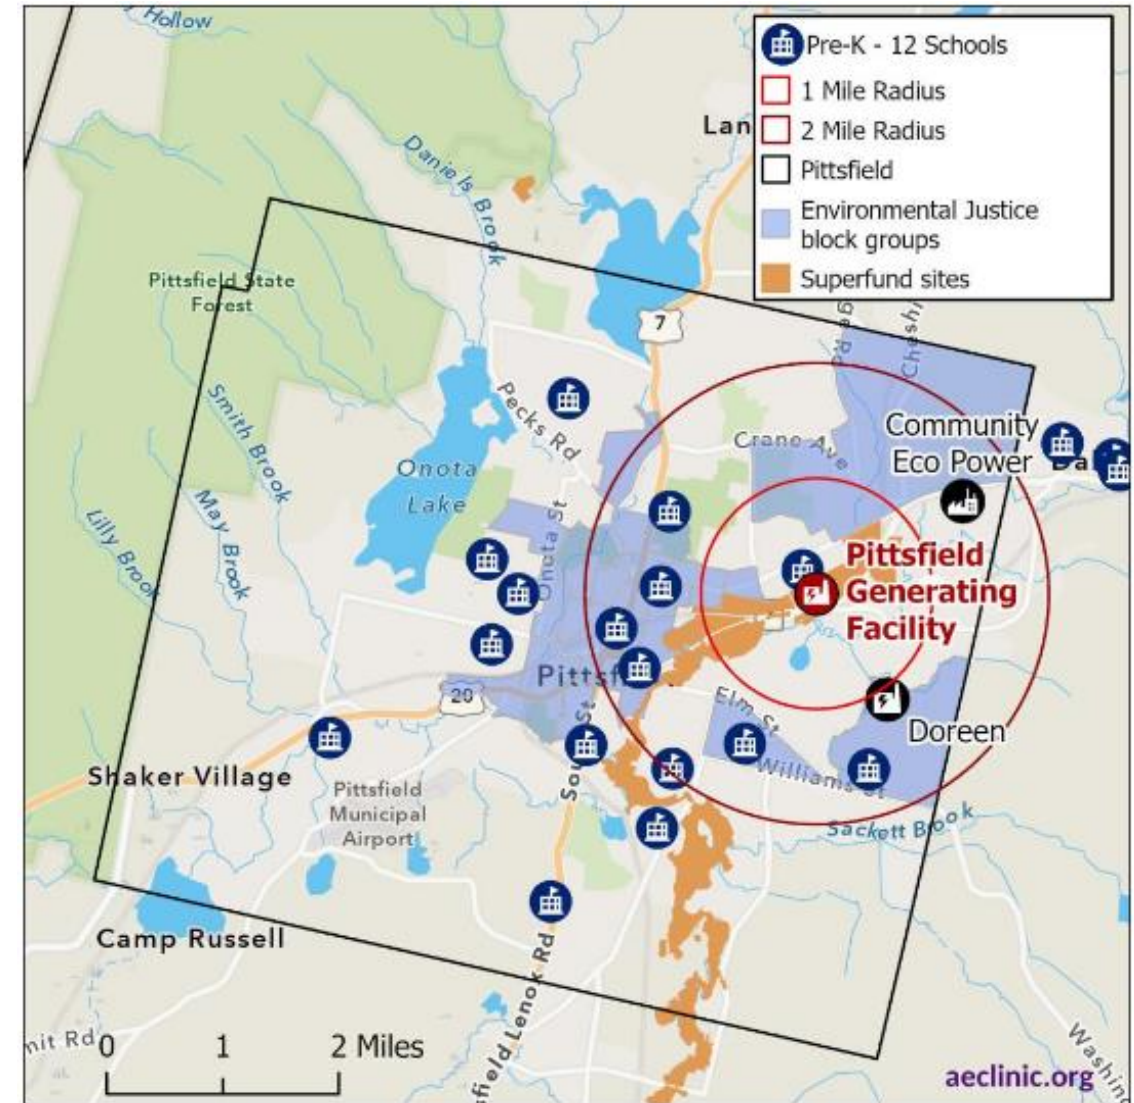 Hollow
Pre-K - 12 Schools
1 Mile Radius
2 Mile Radius
Pittsfield
Environmental Justice
block groups
Superfund sites
Lan
Daniels Brook
Pittsfield State
Forest
7
Smith Brook
Pecks Rd
Crane Ave
Community
Eco Power
Onota
Lake
May Brook
Lilly Brook
Onota St
Pittsfield
Generating
Facility
20
Elm St
Doreen
Shaker Village
Williams St
Pittsfield
Municipal
Airport
Sackett Brook
Camp Russell
sfield Lenox Rd
mit Rd
0 1 2 Miles
Washing
aeclinic.org